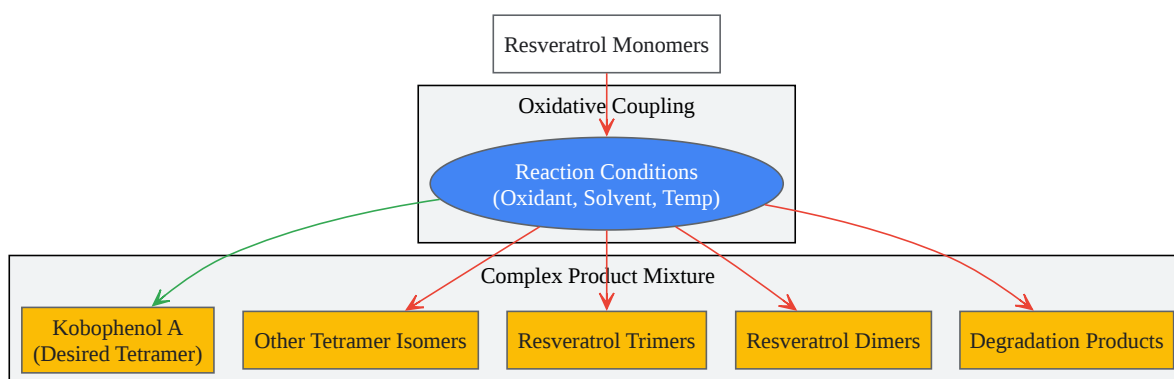 Resveratrol Monomers
Oxidative Coupling
Reaction Conditions
(Oxidant, Solvent, Temp)
Complex Product Mixture
Kobophenol A
(Desired Tetramer)
Other Tetramer Isomers
Resveratrol Trimers
Resveratrol Dimers
Degradation Products